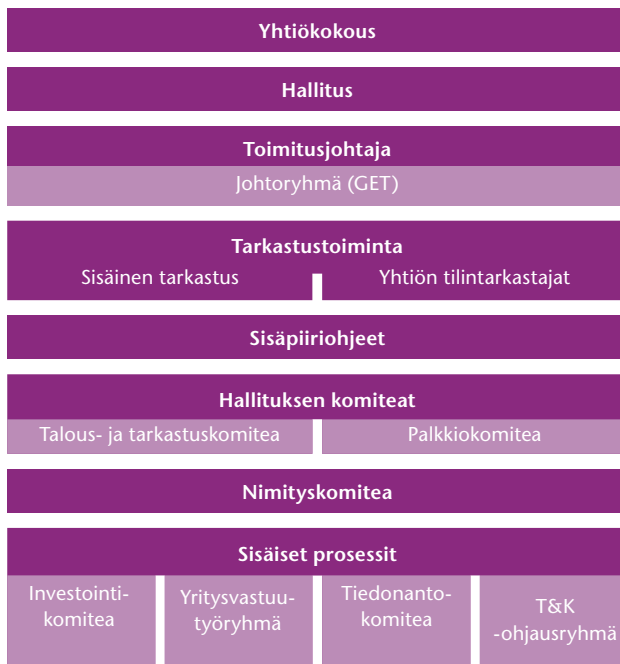 Yhtiökokous
Hallitus
Toimitusjohtaja
Johtoryhmä (GET)
Tarkastustoiminta
Sisäinen tarkastus
Yhtiön tilintarkastajat
Sisäpiiriohjeet
Hallituksen komiteat
Talous- ja tarkastuskomitea
Palkkiokomitea
Nimityskomitea
Sisäiset prosessit
Investointi-
komitea
Yritysvastuu-
työryhmä
Tiedonanto-
komitea
T&K
-ohjausryhmä